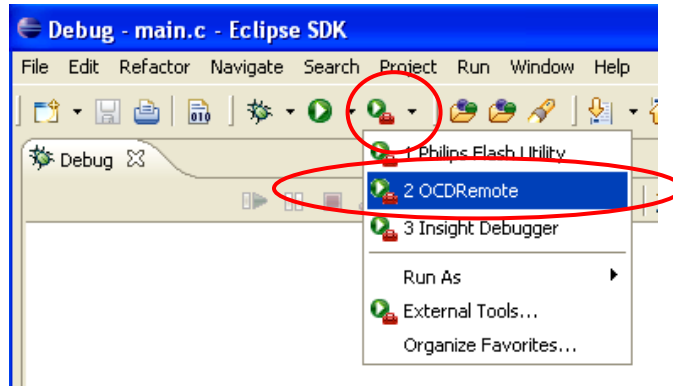 Debug - main.c - Eclipse SDK
File Edit Refactor Navigate Search Project Run Window Help
010
Debug
1 Philips Flash Utility
2 OCDRemote
3 Insight Debugger
Run As
External Tools...
Organize Favorites...